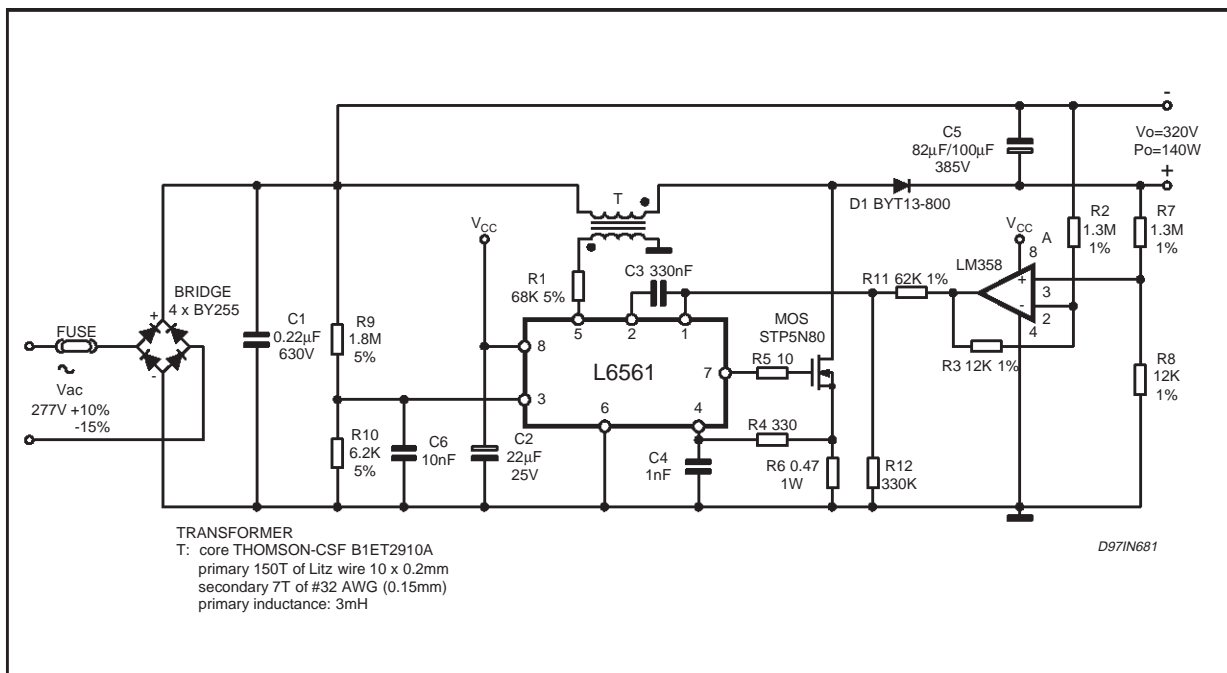 -
C5
82µF/100µF
385V
Vo=320V
Po=140W
+
T
D1 BYT13-800
R2
1.3M
1%
R7
1.3M
1%
VCC
VCC
8
A
LM358
+
-
3
2
4
R1
68K 5%
C3 330nF
R11 62K 1%
BRIDGE
4 x BY255
+
-
FUSE
~
Vac
277V +10%
-15%
C1
0.22µF
630V
R9
1.8M
5%
5
2
1
8
3
L6561
7
6
4
R5 10
MOS
STP5N80
R3 12K 1%
R8
12K
1%
R10
6.2K
5%
C6
10nF
C2
22µF
25V
C4
1nF
R4 330
R6 0.47
1W
R12
330K
TRANSFORMER
T: core THOMSON-CSF B1ET2910A
primary 150T of Litz wire 10 x 0.2mm
secondary 7T of #32 AWG (0.15mm)
primary inductance: 3mH
D97IN681